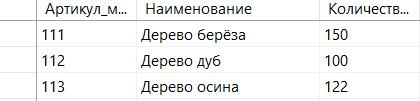 Артикул_м... Наименование Количеств...
111 Дерево берёза 150
112 Дерево дуб 100
113 Дерево осина 122